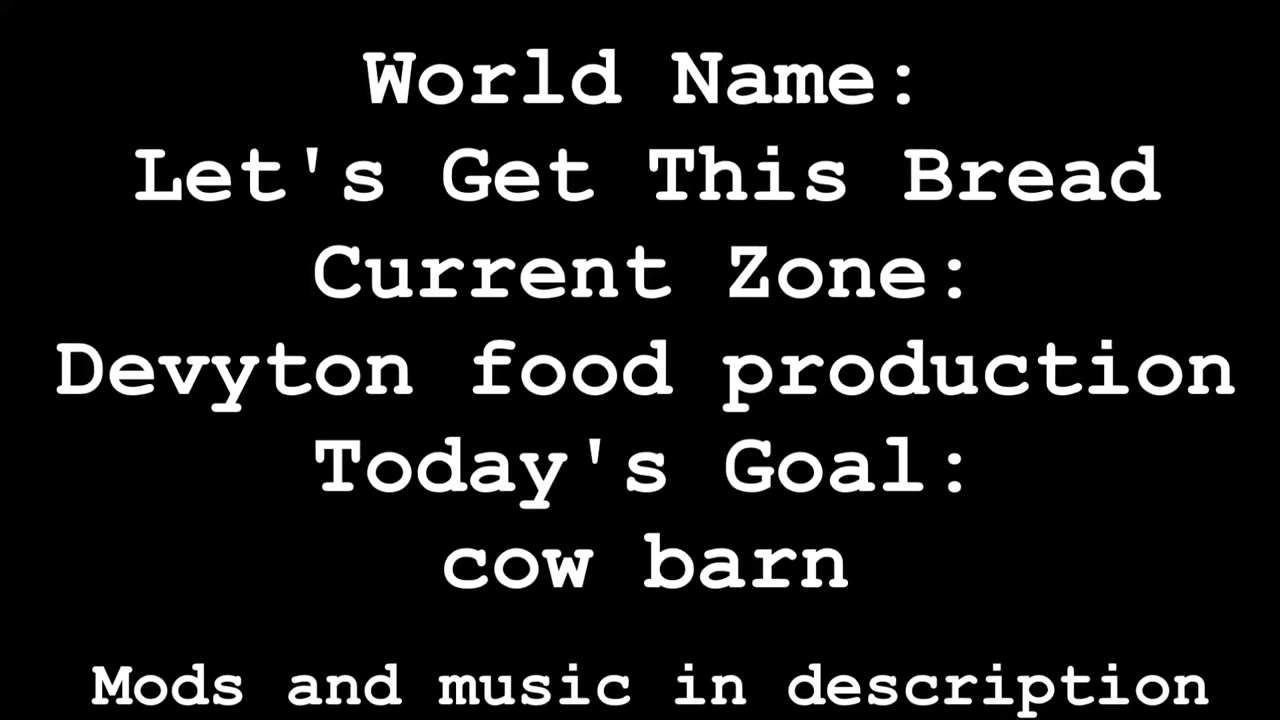 World Name:
Let's Get This Bread
Current Zone:
Devyton food production
Today's Goal:
cow barn
Mods and music in description